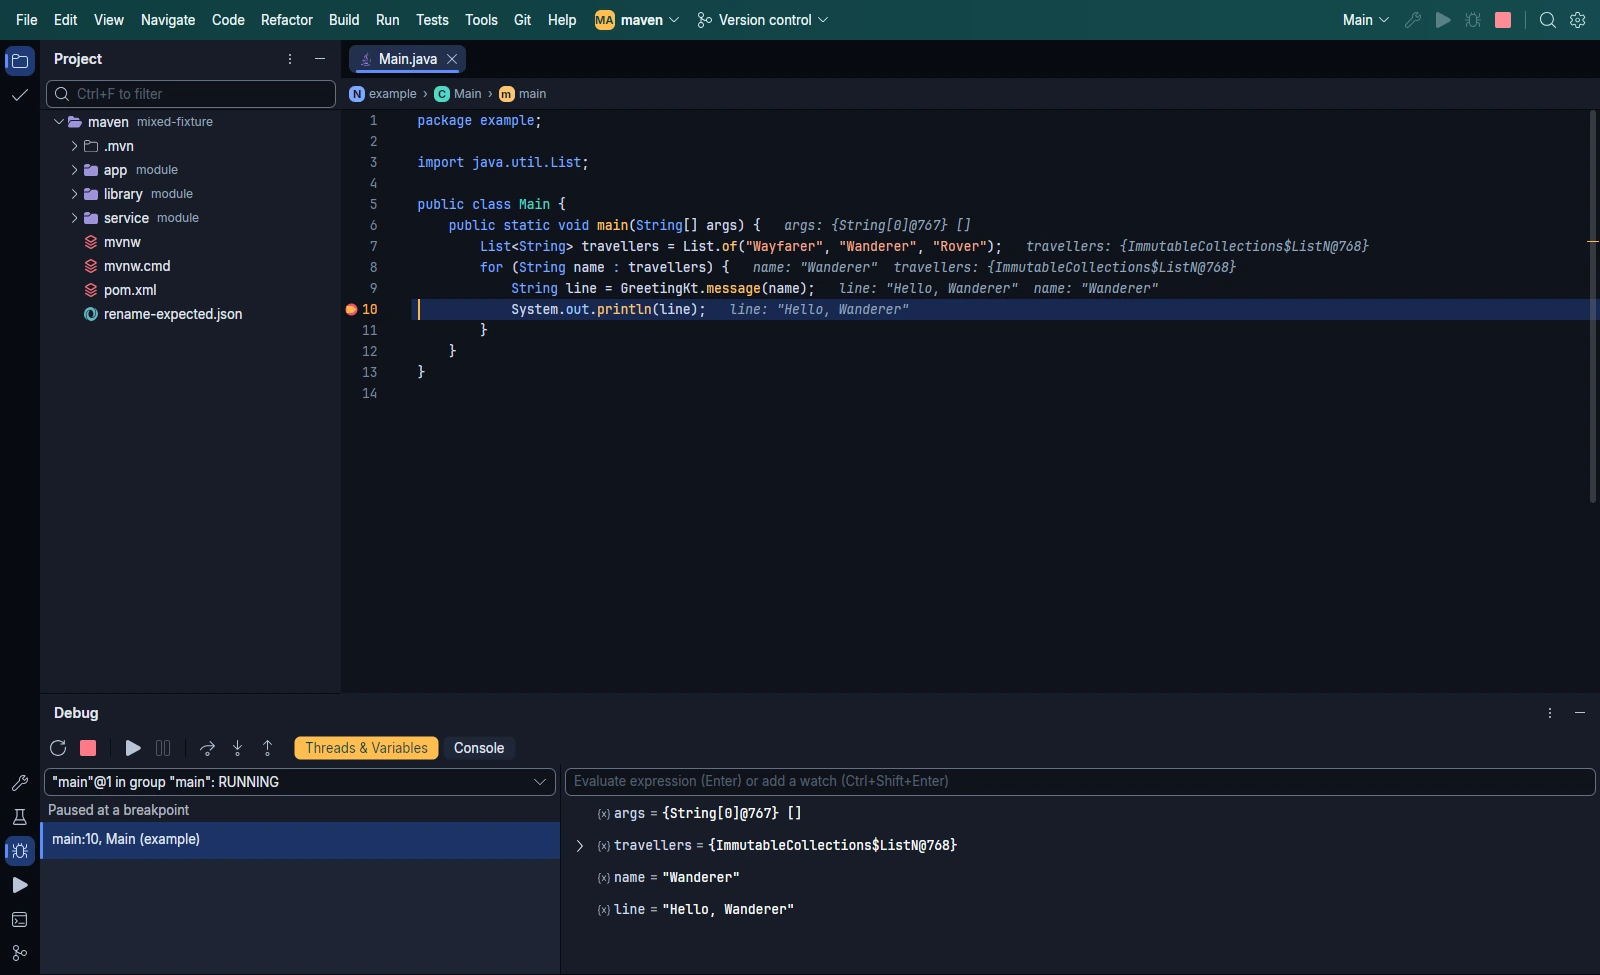 File Edit View Navigate Code Refactor Build Run Tests Tools Git Help MA maven Version control Main
Project
Main.java
Ctrl+F to filter
N example › C Main › m main
maven mixed-fixture
.mvn
app module
library module
service module
mvnw
mvnw.cmd
pom.xml
rename-expected.json
1 package example;
2
3 import java.util.List;
4
5 public class Main {
6 public static void main(String[] args) { args: {String[0]@767} []
7 List<String> travellers = List.of("Wayfarer", "Wanderer", "Rover"); travellers: {ImmutableCollections$ListN@768}
8 for (String name : travellers) { name: "Wanderer" travellers: {ImmutableCollections$ListN@768}
9 String line = GreetingKt.message(name); line: "Hello, Wanderer" name: "Wanderer"
10 System.out.println(line); line: "Hello, Wanderer"
11 }
12 }
13 }
14
Debug
Threads & Variables Console
"main"@1 in group "main": RUNNING
Paused at a breakpoint
main:10, Main (example)
Evaluate expression (Enter) or add a watch (Ctrl+Shift+Enter)
(x) args = {String[0]@767} []
(x) travellers = {ImmutableCollections$ListN@768}
(x) name = "Wanderer"
(x) line = "Hello, Wanderer"